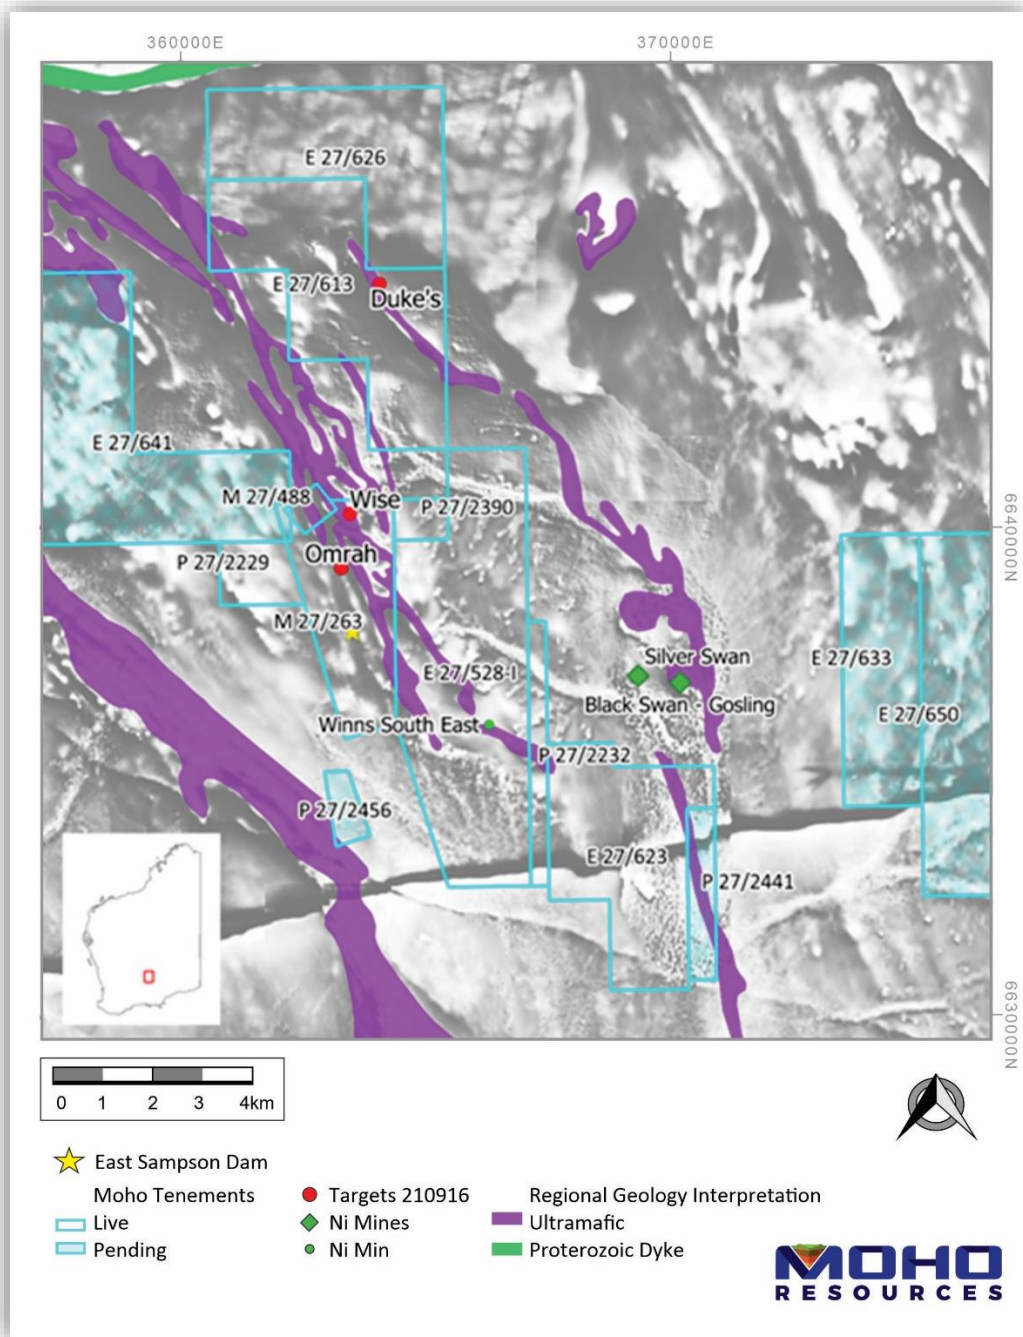 360000E
370000E
E 27/626
E 27/613
Duke's
E 27/641
M 27/488
Wise
P 27/2390
6640000N
Omrah
P 27/2229
M 27/263
Silver Swan
E 27/633
E 27/528-I
Black Swan - Gosling
E 27/650
Winns South East
P 27/2232
P 27/2456
E 27/623
P 27/2441
6630000N
0 1 2 3 4km
East Sampson Dam
Moho Tenements
Live
Pending
Targets 210916
Ni Mines
Ni Min
Regional Geology Interpretation
Ultramafic
Proterozoic Dyke
MOHO
RESOURCES